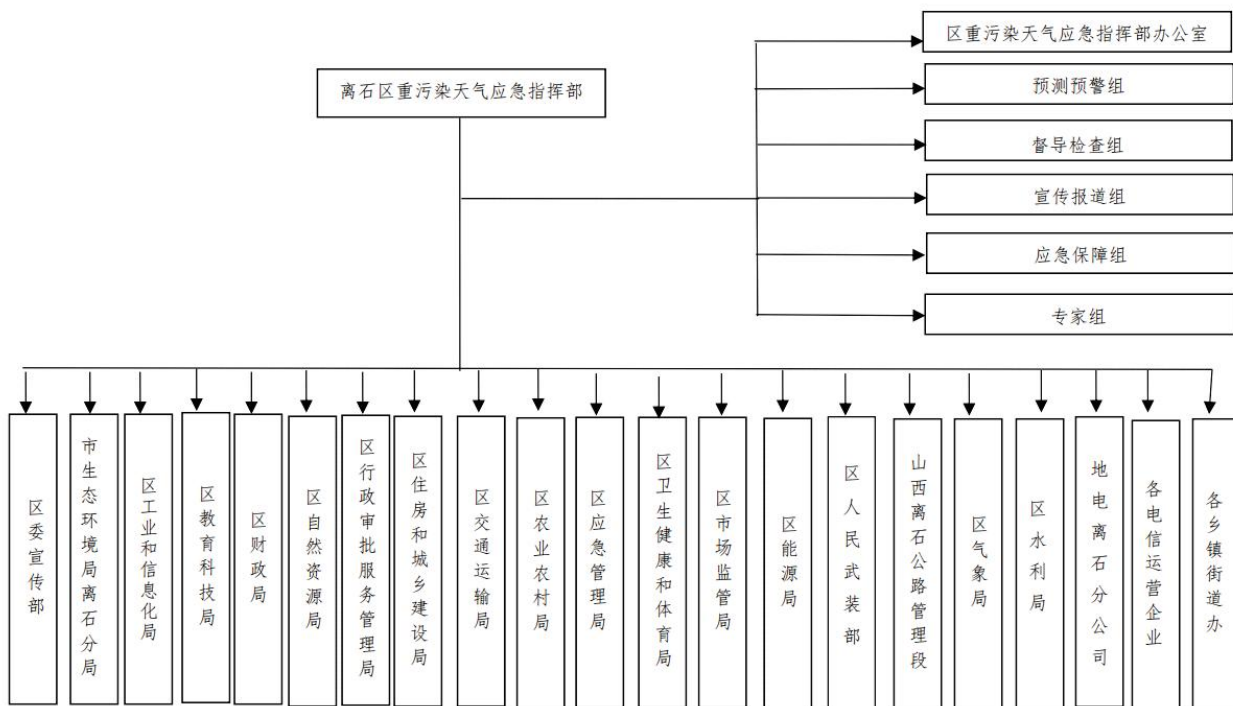 区重污染天气应急指挥部办公室
离石区重污染天气应急指挥部
预测预警组
督导检查组
宣传报道组
应急保障组
专家组
区委宣传部
市生态环境局离石分局
区工业和信息化局
区教育科技局
区财政局
区自然资源局
区行政审批服务管理局
区住房和城乡建设局
区交通运输局
区农业农村局
区应急管理局
区卫生健康和体育局
区市场监管局
区能源局
区人民武装部
山西离石公路管理段
区气象局
区水利局
地电离石分公司
各电信运营企业
各乡镇街道办